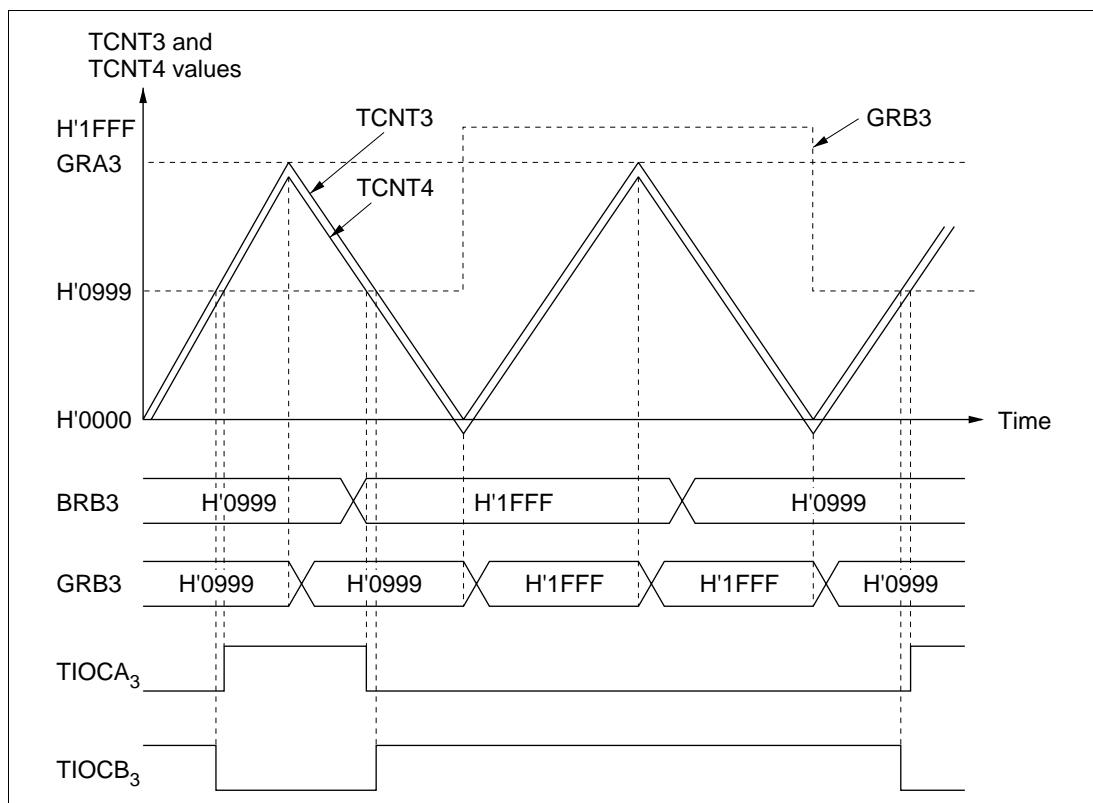 TCNT3 and
TCNT4 values
H'1FFF
GRA3
H'0999
H'0000
TCNT3
TCNT4
GRB3
Time
BRB3 H'0999 H'1FFF H'0999
GRB3 H'0999 H'0999 H'1FFF H'1FFF H'0999
TIOCA3
TIOCB3